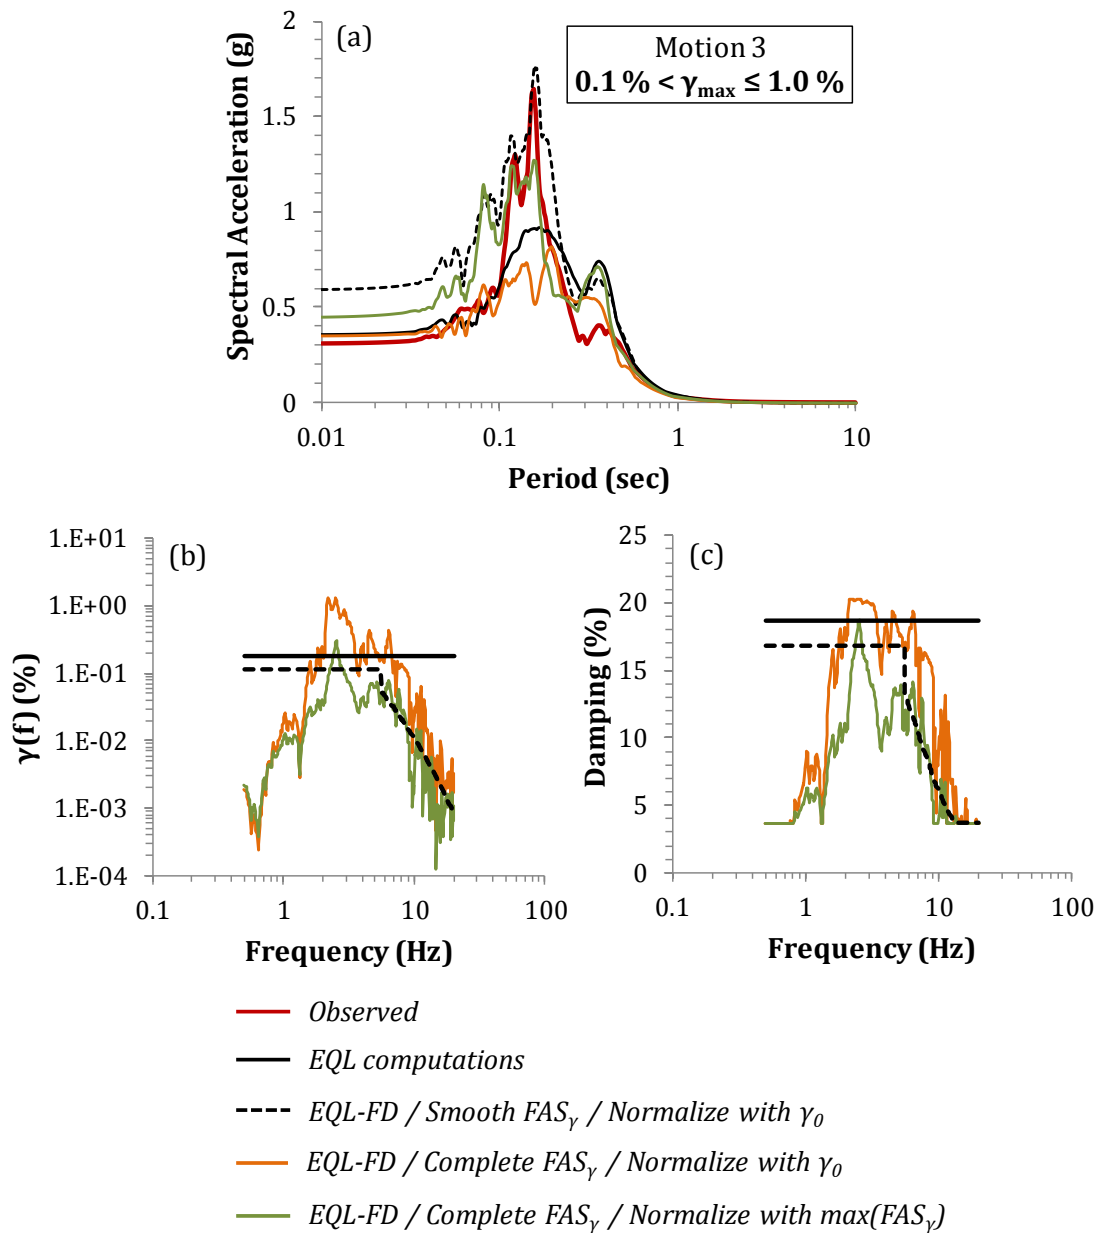 (a)
Motion 3
0.1 % < γmax ≤ 1.0 %
Spectral Acceleration (g)
2
1.5
1
0.5
0
0.01 0.1 1 10
Period (sec)
(b)
γ(f) (%)
1.E+01
1.E+00
1.E-01
1.E-02
1.E-03
1.E-04
0.1 1 10 100
Frequency (Hz)
(c)
Damping (%)
25
20
15
10
5
0
0.1 1 10 100
Frequency (Hz)
Observed
EQL computations
EQL-FD / Smooth FASγ / Normalize with γ0
EQL-FD / Complete FASγ / Normalize with γ0
EQL-FD / Complete FASγ / Normalize with max(FASγ)